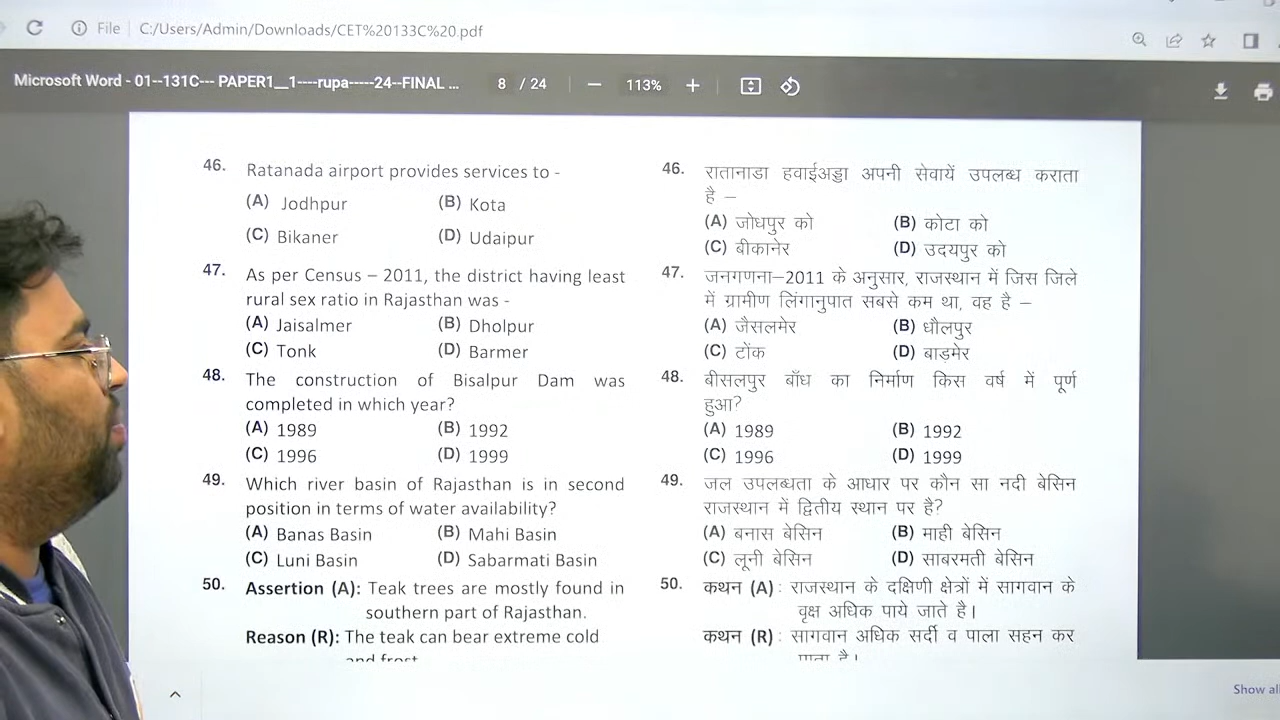 File C:/Users/Admin/Downloads/CET%20133C%20.pdf
Microsoft Word - 01--131C--- PAPER1__1----rupa-----24--FINAL ... 8 / 24 113%
46. Ratanada airport provides services to -
(A) Jodhpur (B) Kota
(C) Bikaner (D) Udaipur
47. As per Census – 2011, the district having least
rural sex ratio in Rajasthan was -
(A) Jaisalmer (B) Dholpur
(C) Tonk (D) Barmer
48. The construction of Bisalpur Dam was
completed in which year?
(A) 1989 (B) 1992
(C) 1996 (D) 1999
49. Which river basin of Rajasthan is in second
position in terms of water availability?
(A) Banas Basin (B) Mahi Basin
(C) Luni Basin (D) Sabarmati Basin
50. Assertion (A): Teak trees are mostly found in
southern part of Rajasthan.
Reason (R): The teak can bear extreme cold
and frost
46. रातानाडा हवाईअड्डा अपनी सेवायें उपलब्ध कराता
है –
(A) जोधपुर को (B) कोटा को
(C) बीकानेर (D) उदयपुर को
47. जनगणना–2011 के अनुसार, राजस्थान में जिस जिले
में ग्रामीण लिंगानुपात सबसे कम था, वह है –
(A) जैसलमेर (B) धौलपुर
(C) टोंक (D) बाड़मेर
48. बीसलपुर बाँध का निर्माण किस वर्ष में पूर्ण
हुआ?
(A) 1989 (B) 1992
(C) 1996 (D) 1999
49. जल उपलब्धता के आधार पर कौन सा नदी बेसिन
राजस्थान में द्वितीय स्थान पर है?
(A) बनास बेसिन (B) माही बेसिन
(C) लूनी बेसिन (D) साबरमती बेसिन
50. कथन (A) : राजस्थान के दक्षिणी क्षेत्रों में सागवान के
वृक्ष अधिक पाये जाते है।
कथन (R) : सागवान अधिक सर्दी व पाला सहन कर
पाता है।
Show all